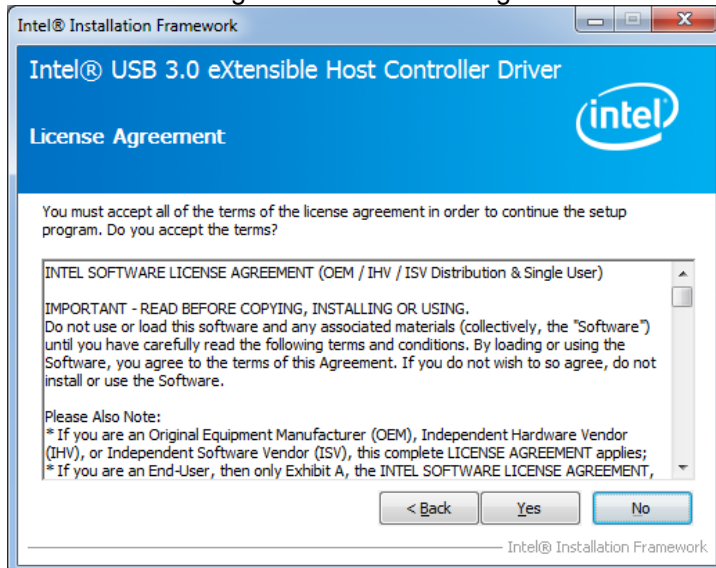 Intel® Installation Framework
Intel® USB 3.0 eXtensible Host Controller Driver
intel
License Agreement
You must accept all of the terms of the license agreement in order to continue the setup
program. Do you accept the terms?
INTEL SOFTWARE LICENSE AGREEMENT (OEM / IHV / ISV Distribution & Single User)
IMPORTANT - READ BEFORE COPYING, INSTALLING OR USING.
Do not use or load this software and any associated materials (collectively, the "Software")
until you have carefully read the following terms and conditions. By loading or using the
Software, you agree to the terms of this Agreement. If you do not wish to so agree, do not
install or use the Software.
Please Also Note:
* If you are an Original Equipment Manufacturer (OEM), Independent Hardware Vendor
(IHV), or Independent Software Vendor (ISV), this complete LICENSE AGREEMENT applies;
* If you are an End-User, then only Exhibit A, the INTEL SOFTWARE LICENSE AGREEMENT,
< Back Yes No
Intel® Installation Framework